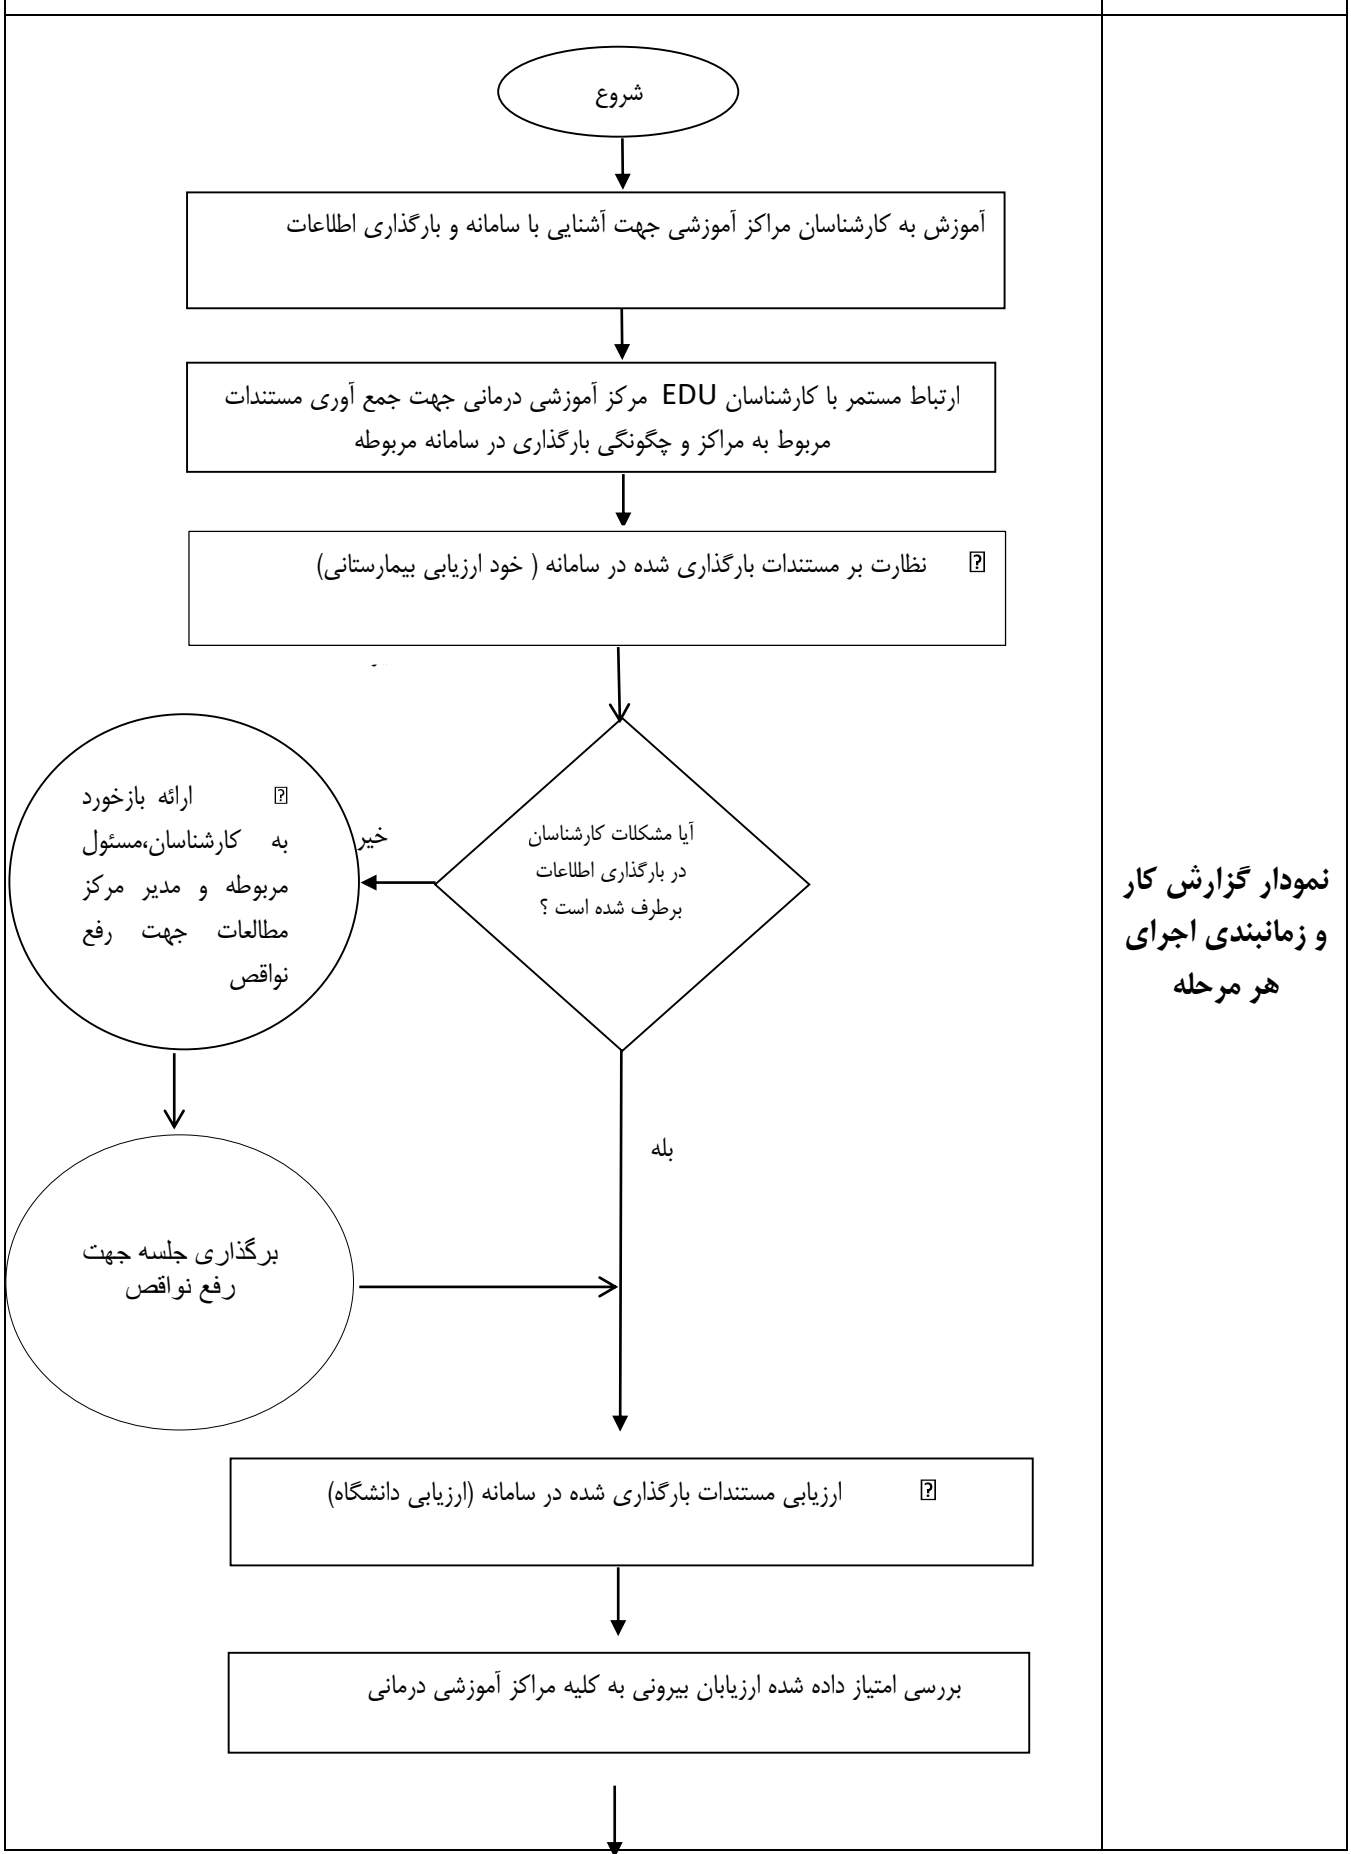 شروع
آموزش به کارشناسان مراکز آموزشی جهت آشنایی با سامانه و بارگذاری اطلاعات
ارتباط مستمر با کارشناسان EDU مرکز آموزشی درمانی جهت جمع آوری مستندات
مربوط به مراکز و چگونگی بارگذاری در سامانه مربوطه
نظارت بر مستندات بارگذاری شده در سامانه ( خود ارزیابی بیمارستانی)
آیا مشکلات کارشناسان
در بارگذاری اطلاعات
برطرف شده است ؟
خیر
ارائه بازخورد
به کارشناسان،مسئول
مربوطه و مدیر مرکز
مطالعات جهت رفع
نواقص
نمودار گزارش کار
و زمانبندی اجرای
هر مرحله
بله
برگذاری جلسه جهت
رفع نواقص
ارزیابی مستندات بارگذاری شده در سامانه (ارزیابی دانشگاه)
بررسی امتیاز داده شده ارزیابان بیرونی به کلیه مراکز آموزشی درمانی